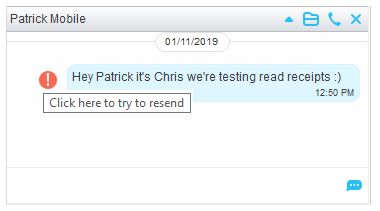 Patrick Mobile
01/11/2019
Hey Patrick it's Chris we're testing read receipts :)
12:50 PM
Click here to try to resend